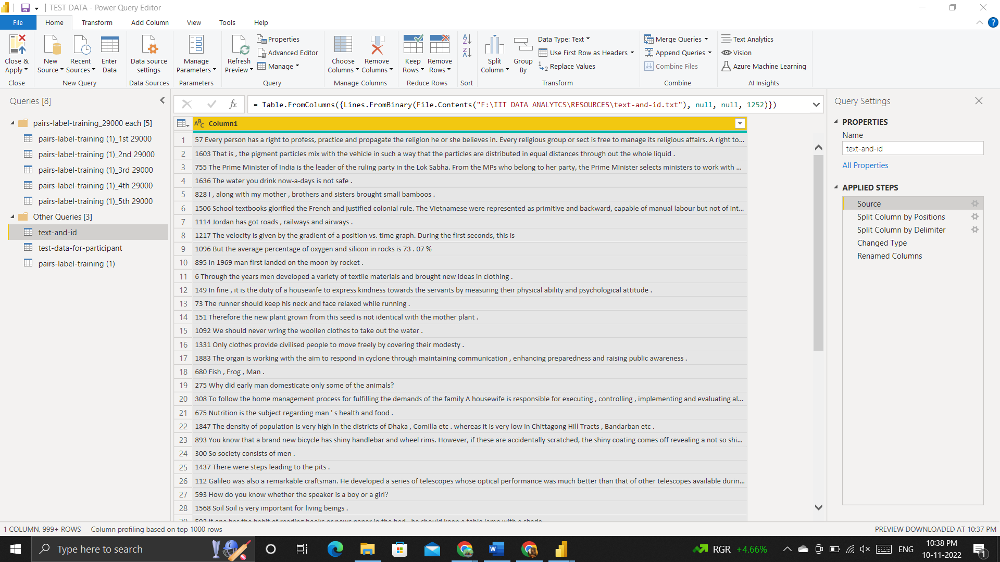 TEST DATA - Power Query Editor
File Home Transform Add Column View Tools Help
Close & Apply
New Source
Recent Sources
Enter Data
Data source settings
Manage Parameters
Refresh Preview
Properties
Advanced Editor
Manage
Choose Columns
Remove Columns
Keep Rows
Remove Rows
Split Column
Group By
Data Type: Text
Use First Row as Headers
Replace Values
Merge Queries
Append Queries
Combine Files
Text Analytics
Vision
Azure Machine Learning
Close New Query Data Sources Parameters Query Manage Columns Reduce Rows Sort Transform Combine AI Insights
Queries [8]
pairs-label-training_29000 each [5]
pairs-label-training (1)_1st 29000
pairs-label-training (1)_2nd 29000
pairs-label-training (1)_3rd 29000
pairs-label-training (1)_4th 29000
pairs-label-training (1)_5th 29000
Other Queries [3]
text-and-id
test-data-for-participant
pairs-label-training (1)
fx = Table.FromColumns({Lines.FromBinary(File.Contents("F:\IIT DATA ANALYTCS\RESOURCES\text-and-id.txt"), null, null, 1252)})
ABC Column1
1 57 Every person has a right to profess, practice and propagate the religion he or she believes in. Every religious group or sect is free to manage its religious affairs. A right to...
2 1603 That is , the pigment particles mix with the vehicle in such a way that the particles are distributed in equal distances through out the whole liquid .
3 755 The Prime Minister of India is the leader of the ruling party in the Lok Sabha. From the MPs who belong to her party, the Prime Minister selects ministers to work with ...
4 1636 The water you drink now-a-days is not safe .
5 828 I , along with my mother , brothers and sisters brought small bamboos .
6 1506 School textbooks glorified the French and justified colonial rule. The Vietnamese were represented as primitive and backward, capable of manual labour but not of int...
7 1114 Jordan has got roads , railways and airways .
8 1217 The velocity is given by the gradient of a position vs. time graph. During the first seconds, this is
9 1096 But the average percentage of oxygen and silicon in rocks is 73 . 07 %
10 895 In 1969 man first landed on the moon by rocket .
11 6 Through the years men developed a variety of textile materials and brought new ideas in clothing .
12 149 In fine , it is the duty of a housewife to express kindness towards the servants by measuring their physical ability and psychological attitude .
13 73 The runner should keep his neck and face relaxed while running .
14 151 Therefore the new plant grown from this seed is not identical with the mother plant .
15 1092 We should never wring the woollen clothes to take out the water .
16 1331 Only clothes provide civilised people to move freely by covering their modesty .
17 1883 The organ is working with the aim to respond in cyclone through maintaining communication , enhancing preparedness and raising public awareness .
18 680 Fish , Frog , Man .
19 275 Why did early man domesticate only some of the animals?
20 308 To follow the home management process for fulfilling the demands of the family A housewife is responsible for executing , controlling , implementing and evaluating al...
21 675 Nutrition is the subject regarding man ' s health and food .
22 1847 The density of population is very high in the districts of Dhaka , Comilla etc . whereas it is very low in Chittagong Hill Tracts , Bandarban etc .
23 893 You know that a brand new bicycle has shiny handlebar and wheel rims. However, if these are accidentally scratched, the shiny coating comes off revealing a not so shi...
24 300 So society consists of men .
25 1437 There were steps leading to the pits .
26 112 Galileo was also a remarkable craftsman. He developed a series of telescopes whose optical performance was much better than that of other telescopes available durin...
27 593 How do you know whether the speaker is a boy or a girl?
28 1568 Soil Soil is very important for living beings .
29 592 If one has the habit of reading books or news paper in the bed , he should keep a table lamp with a shade
Query Settings
PROPERTIES
Name
text-and-id
All Properties
APPLIED STEPS
Source
Split Column by Positions
Split Column by Delimiter
Changed Type
Renamed Columns
1 COLUMN, 999+ ROWS Column profiling based on top 1000 rows
PREVIEW DOWNLOADED AT 10:37 PM
Type here to search
RGR +4.66%
ENG
10:38 PM
10-11-2022
1